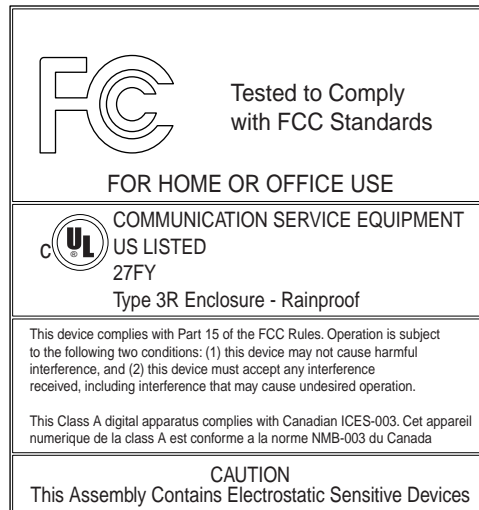 FCC
Tested to Comply
with FCC Standards
FOR HOME OR OFFICE USE
COMMUNICATION SERVICE EQUIPMENT
C UL ® US LISTED
27FY
Type 3R Enclosure - Rainproof
This device complies with Part 15 of the FCC Rules. Operation is subject
to the following two conditions: (1) this device may not cause harmful
interference, and (2) this device must accept any interference
received, including interference that may cause undesired operation.
This Class A digital apparatus complies with Canadian ICES-003. Cet appareil
numerique de la class A est conforme a la norme NMB-003 du Canada
CAUTION
This Assembly Contains Electrostatic Sensitive Devices